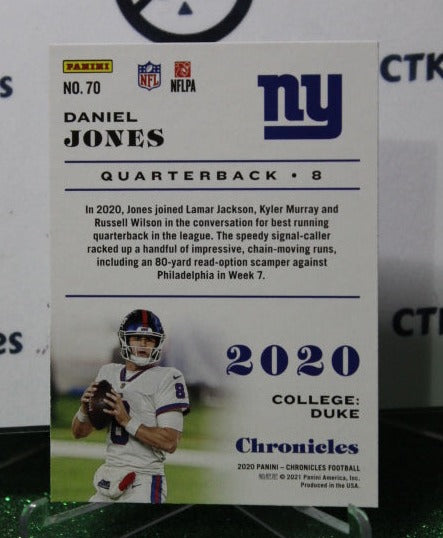 CTK
PANINI
NFL
NFLPA
NO. 70
ny
DANIEL
JONES
QUARTERBACK • 8
In 2020, Jones joined Lamar Jackson, Kyler Murray and
Russell Wilson in the conversation for best running
quarterback in the league. The speedy signal-caller
racked up a handful of impressive, chain-moving runs,
including an 80-yard read-option scamper against
Philadelphia in Week 7.
CTK
les
8
2020
COLLEGE:
DUKE
Chronicles
2020 PANINI – CHRONICLES FOOTBALL
© 2021 Panini America, Inc.
Produced in the USA.